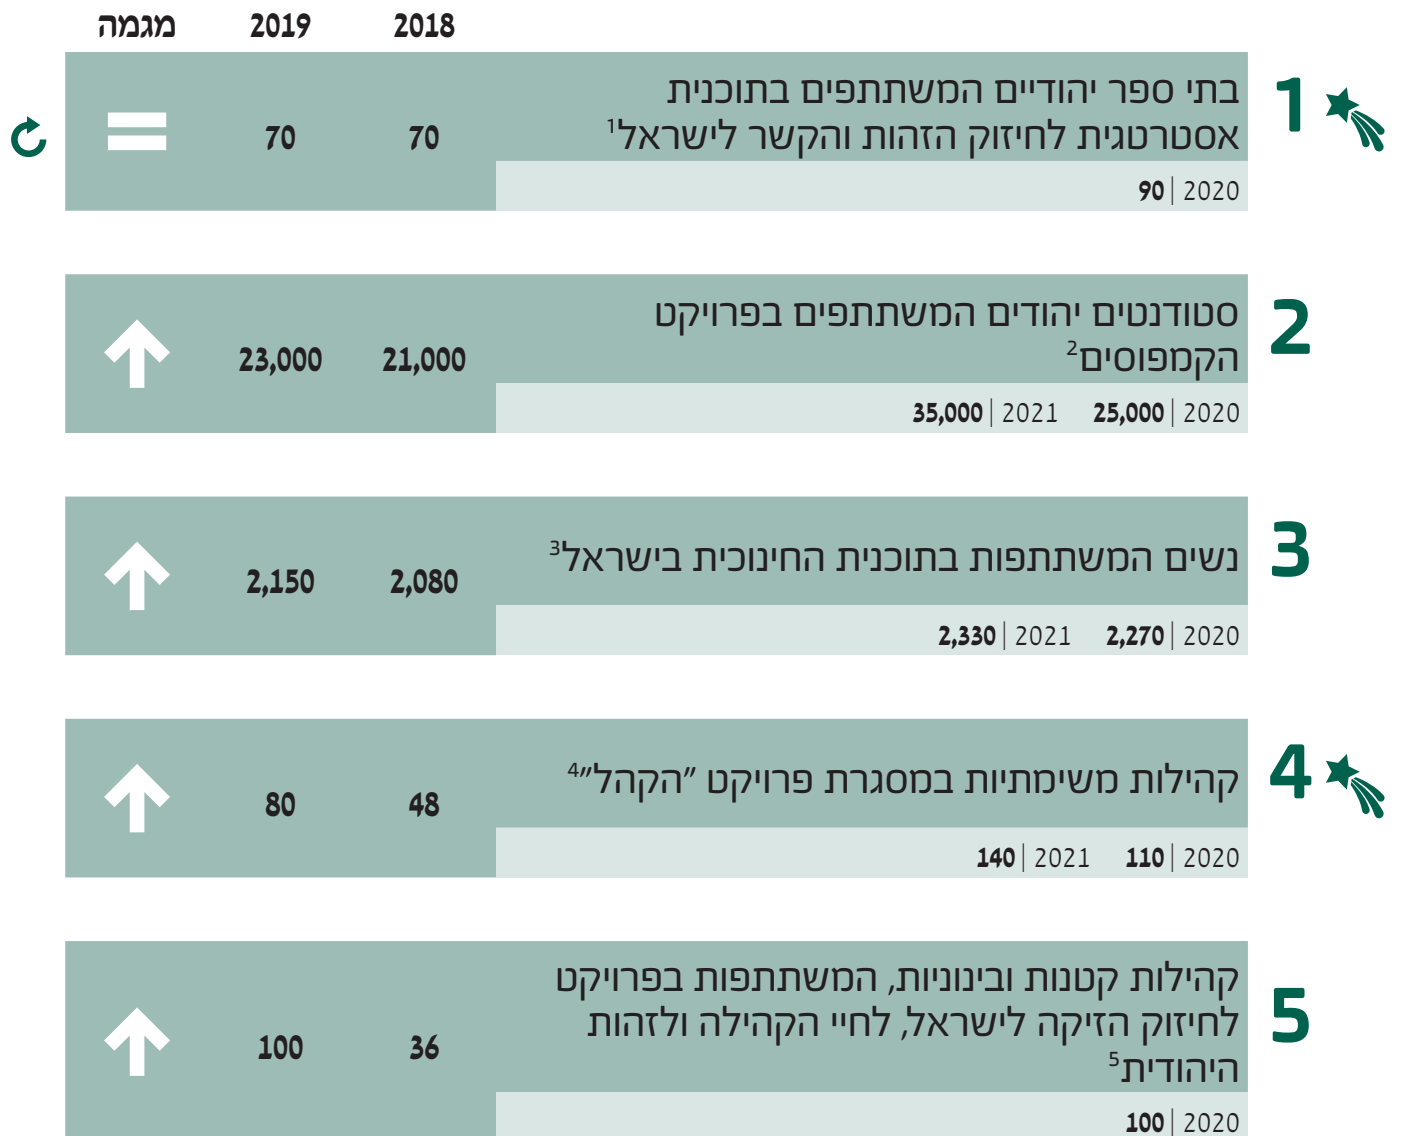 2018 2019 מגמה
1
בתי ספר יהודיים המשתתפים בתוכנית
אסטרטגית לחיזוק הזהות והקשר לישראל¹
70 70 =
2020 | 90
2
סטודנטים יהודים המשתתפים בפרויקט
הקמפוסים²
21,000 23,000
2020 | 25,000 2021 | 35,000
3
נשים המשתתפות בתוכנית החינוכית בישראל³
2,080 2,150
2020 | 2,270 2021 | 2,330
4
קהילות משימתיות במסגרת פרויקט "הקהל"⁴
48 80
2020 | 110 2021 | 140
5
קהילות קטנות ובינוניות, המשתתפות בפרויקט
לחיזוק הזיקה לישראל, לחיי הקהילה ולזהות
היהודית⁵
36 100
2020 | 100